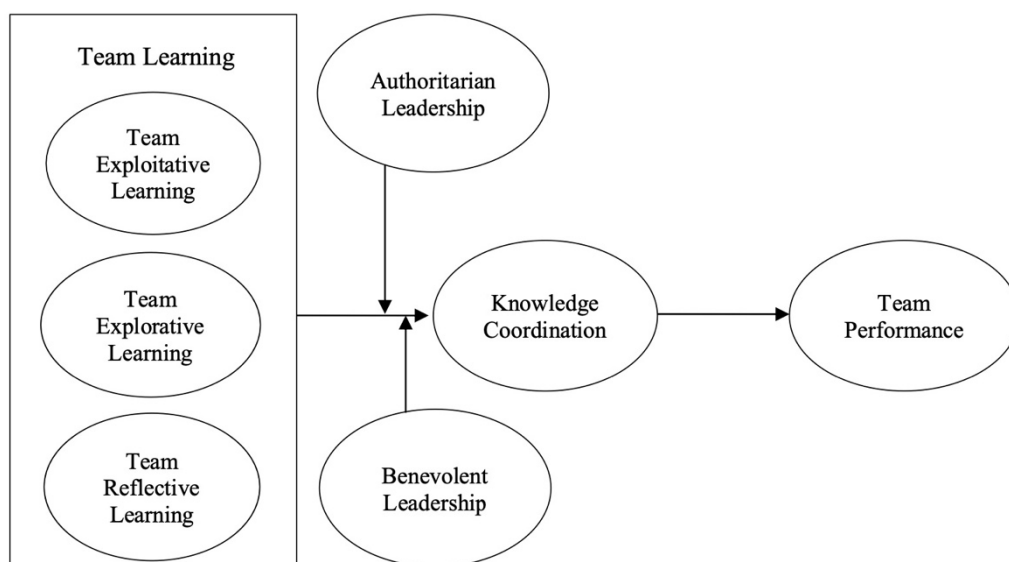 Team Learning
Team
Exploitative
Learning
Team
Explorative
Learning
Team
Reflective
Learning
Authoritarian
Leadership
Benevolent
Leadership
Knowledge
Coordination
Team
Performance